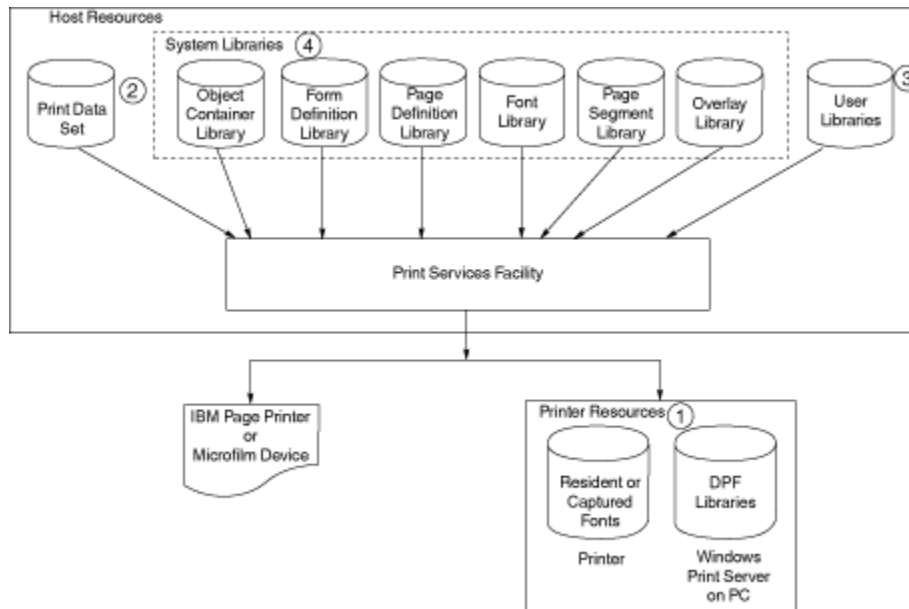 Host Resources
System Libraries
4
2
3
Print Data
Set
Object
Container
Library
Form
Definition
Library
Page
Definition
Library
Font
Library
Page
Segment
Library
Overlay
Library
User
Libraries
Print Services Facility
IBM Page Printer
or
Microfilm Device
Printer Resources
1
Resident or
Captured
Fonts
DPF
Libraries
Printer
Windows
Print Server
on PC